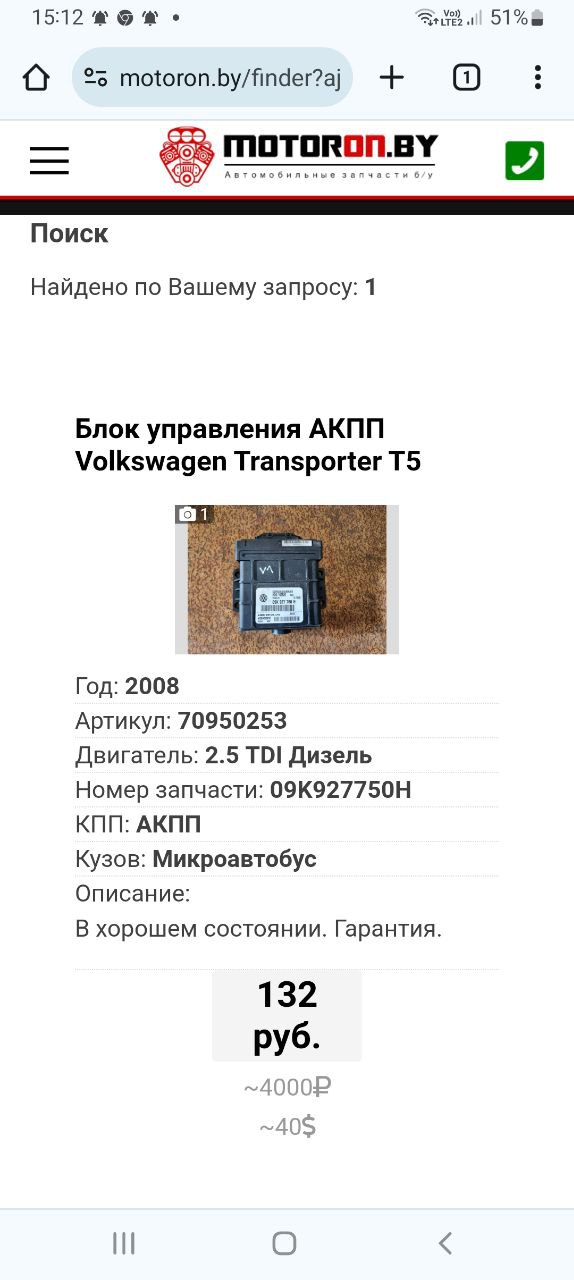 15:12
Vo))
LTE2
51%
motoron.by/finder?aj
1
MOTORON.BY
Автомобильные запчасти б/у
Поиск
Найдено по Вашему запросу: 1
Блок управления АКПП
Volkswagen Transporter T5
1
Год: 2008
Артикул: 70950253
Двигатель: 2.5 TDI Дизель
Номер запчасти: 09K927750H
КПП: АКПП
Кузов: Микроавтобус
Описание:
В хорошем состоянии. Гарантия.
132
руб.
~4000₽
~40$